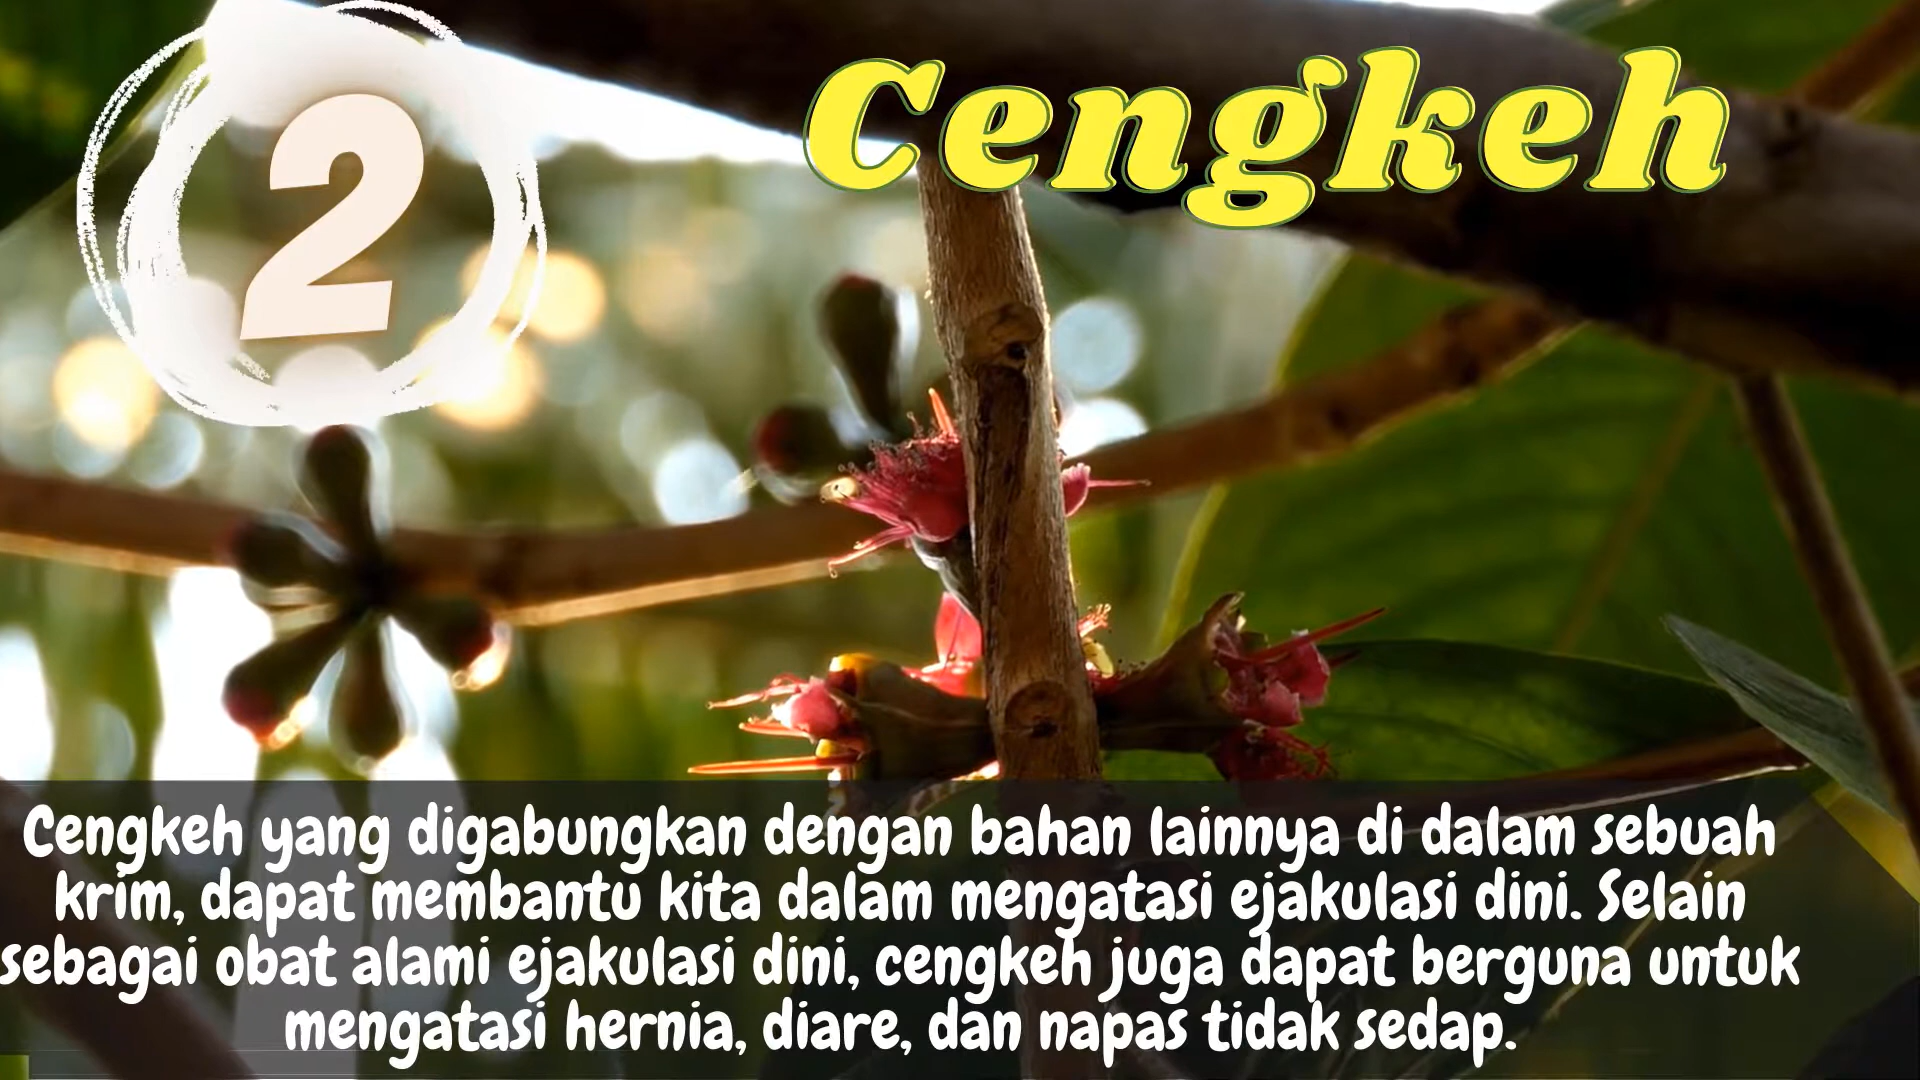 2
Cengkeh
Cengkeh yang digabungkan dengan bahan lainnya di dalam sebuah
krim, dapat membantu kita dalam mengatasi ejakulasi dini. Selain
sebagai obat alami ejakulasi dini, cengkeh juga dapat berguna untuk
mengatasi hernia, diare, dan napas tidak sedap.